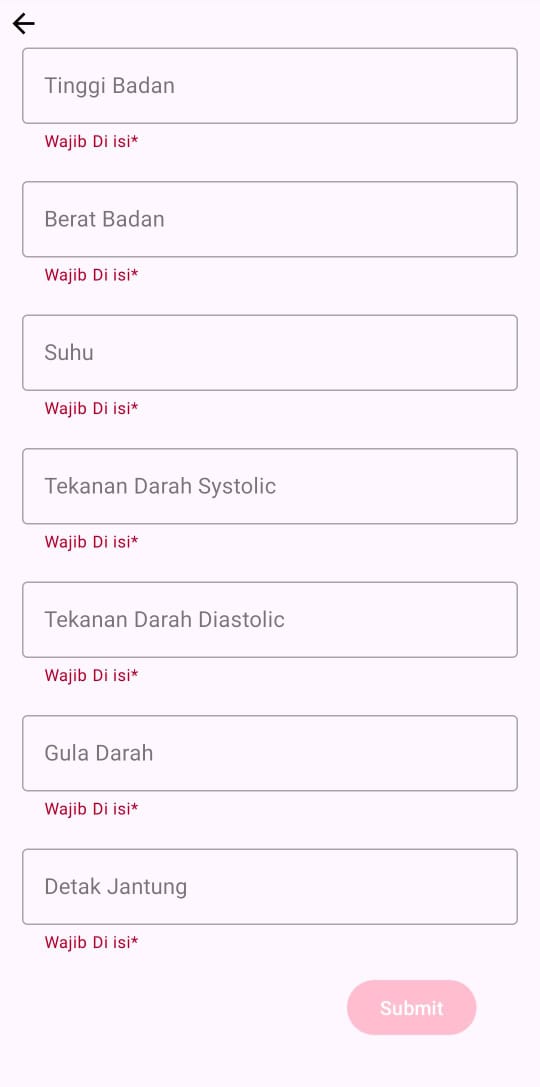 Tinggi Badan
Wajib Di isi*
Berat Badan
Wajib Di isi*
Suhu
Wajib Di isi*
Tekanan Darah Systolic
Wajib Di isi*
Tekanan Darah Diastolic
Wajib Di isi*
Gula Darah
Wajib Di isi*
Detak Jantung
Wajib Di isi*
Submit